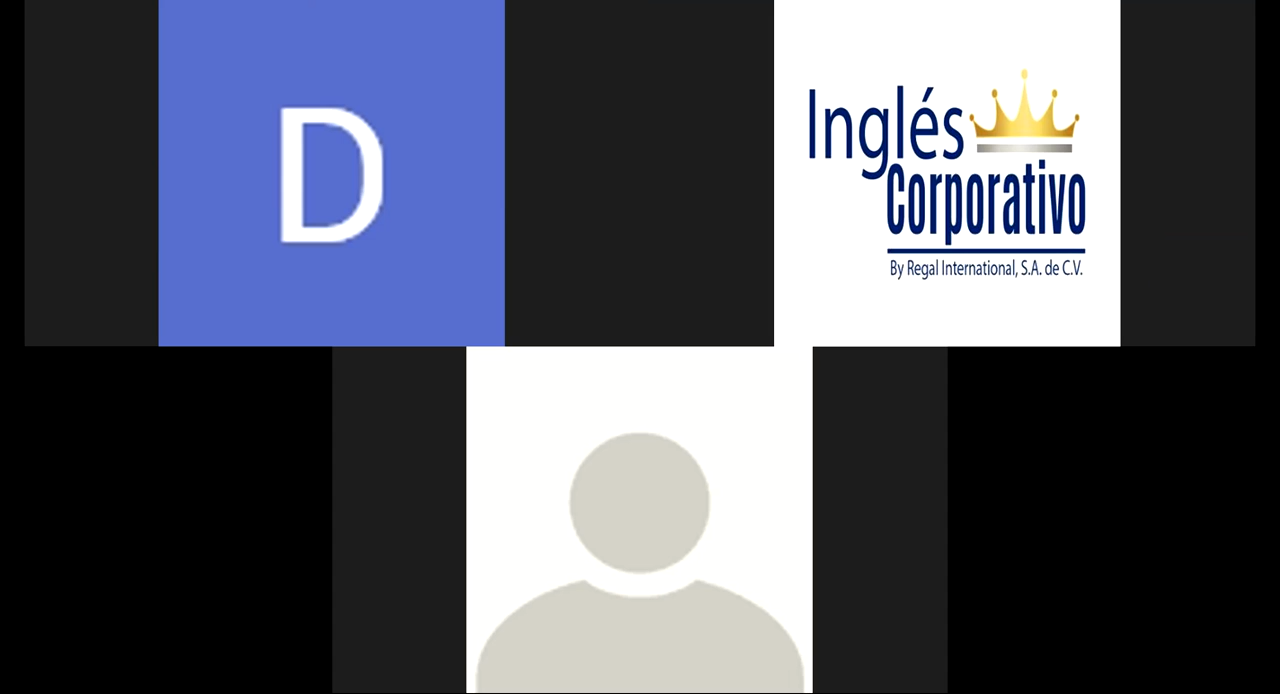 D
Inglés
Corporativo
By Regal International, S.A. de C.V.